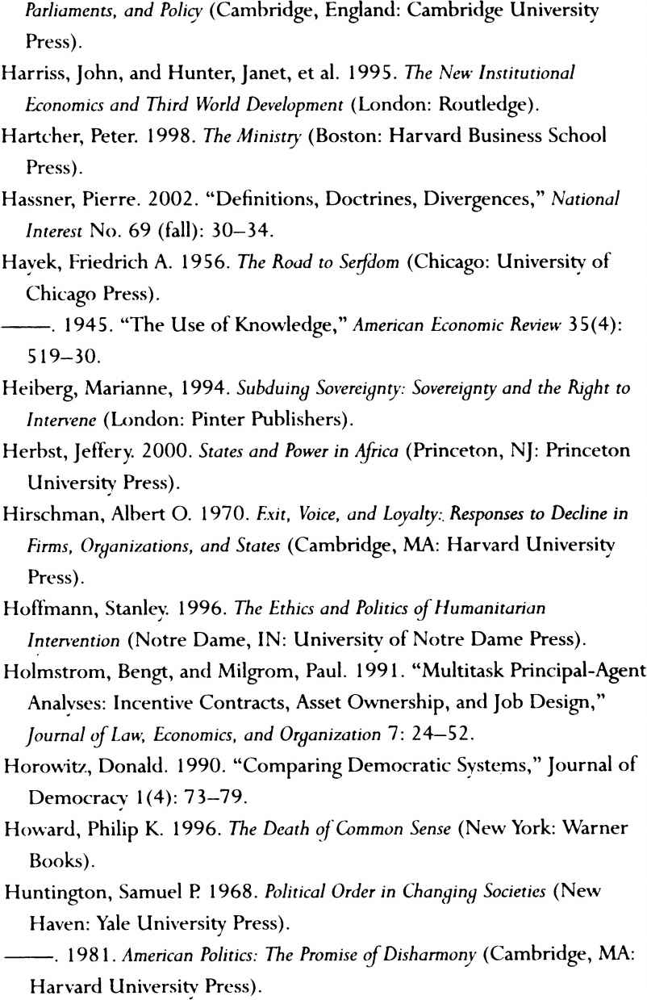 Parliaments, and Policy (Cambridge, England: Cambridge University
Press).
Harriss, John, and Hunter, Janet, et al. 1995. The New Institutional
Economics and Third World Development (London: Routledge).
Hartcher, Peter. 1998. The Ministry (Boston: Harvard Business School
Press).
Hassner, Pierre. 2002. “Definitions, Doctrines, Divergences,” National
Interest No. 69 (fall): 30–34.
Hayek, Friedrich A. 1956. The Road to Serfdom (Chicago: University of
Chicago Press).
———. 1945. “The Use of Knowledge,” American Economic Review 35(4):
519–30.
Heiberg, Marianne, 1994. Subduing Sovereignty: Sovereignty and the Right to
Intervene (London: Pinter Publishers).
Herbst, Jeffery. 2000. States and Power in Africa (Princeton, NJ: Princeton
University Press).
Hirschman, Albert O. 1970. Exit, Voice, and Loyalty: Responses to Decline in
Firms, Organizations, and States (Cambridge, MA: Harvard University
Press).
Hoffmann, Stanley. 1996. The Ethics and Politics of Humanitarian
Intervention (Notre Dame, IN: University of Notre Dame Press).
Holmstrom, Bengt, and Milgrom, Paul. 1991. “Multitask Principal-Agent
Analyses: Incentive Contracts, Asset Ownership, and Job Design,”
Journal of Law, Economics, and Organization 7: 24–52.
Horowitz, Donald. 1990. “Comparing Democratic Systems,” Journal of
Democracy 1(4): 73–79.
Howard, Philip K. 1996. The Death of Common Sense (New York: Warner
Books).
Huntington, Samuel P. 1968. Political Order in Changing Societies (New
Haven: Yale University Press).
———. 1981. American Politics: The Promise of Disharmony (Cambridge, MA:
Harvard University Press).